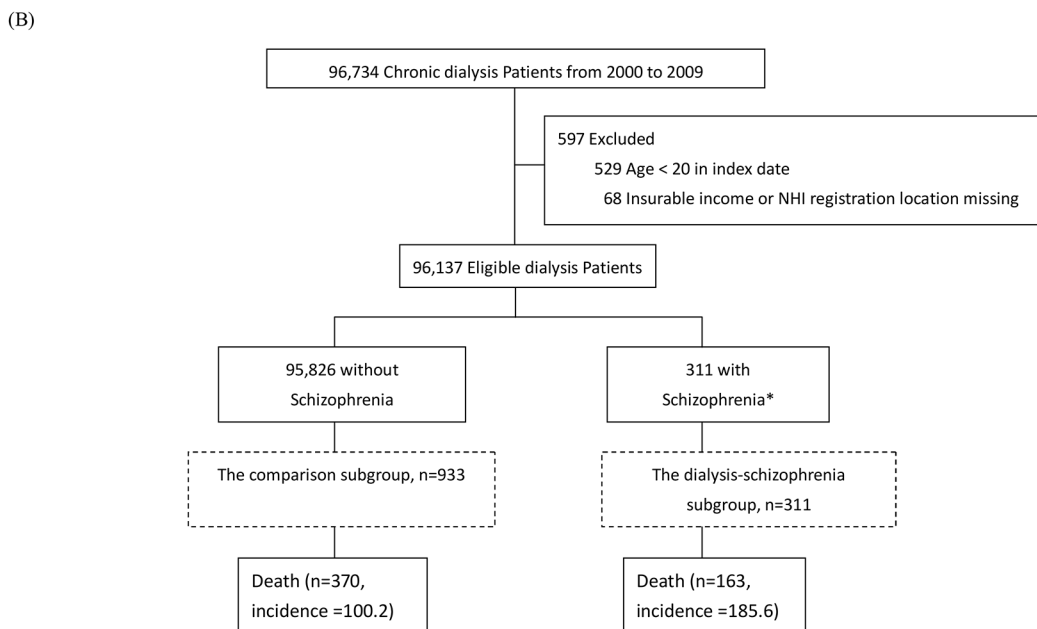 (B)
96,734 Chronic dialysis Patients from 2000 to 2009
597 Excluded
529 Age < 20 in index date
68 Insurable income or NHI registration location missing
96,137 Eligible dialysis Patients
95,826 without
Schizophrenia
311 with
Schizophrenia*
The comparison subgroup, n=933
The dialysis-schizophrenia
subgroup, n=311
Death (n=370,
incidence =100.2)
Death (n=163,
incidence =185.6)